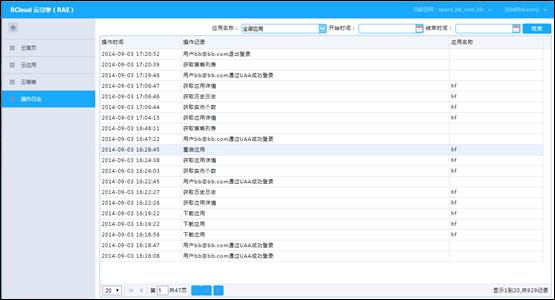 RCloud 云引擎（RAE）
功能空间：space_bb_com_bb [bb@bb.com]
应用名称： 全部应用 开始时间： 结束时间： 检索
云首页
云应用
云策略
操作日志
操作时间 操作记录 应用名称
2014-09-03 17:20:52 用户bb@bb.com退出登录
2014-09-03 17:20:39 获取策略列表
2014-09-03 17:19:46 用户bb@bb.com通过UAA成功登录
2014-09-03 17:06:47 获取应用详情 hf
2014-09-03 17:06:46 获取历史日志 hf
2014-09-03 17:06:44 获取实例个数 hf
2014-09-03 17:04:15 获取应用详情 hf
2014-09-03 16:48:11 获取策略列表
2014-09-03 16:47:22 用户bb@bb.com通过UAA成功登录
2014-09-03 16:28:45 重启应用 hf
2014-09-03 16:24:38 获取应用详情 hf
2014-09-03 16:24:03 获取实例个数 hf
2014-09-03 16:22:45 用户bb@bb.com通过UAA成功登录
2014-09-03 16:22:27 获取历史日志 hf
2014-09-03 16:22:26 获取应用详情 hf
2014-09-03 16:19:22 下载应用 hf
2014-09-03 16:19:22 下载应用 hf
2014-09-03 16:18:56 下载应用 hf
2014-09-03 16:18:47 用户bb@bb.com通过UAA成功登录
2014-09-03 16:16:08 用户bb@bb.com通过UAA成功登录
20 第 1 共47页 显示1到20,共929记录